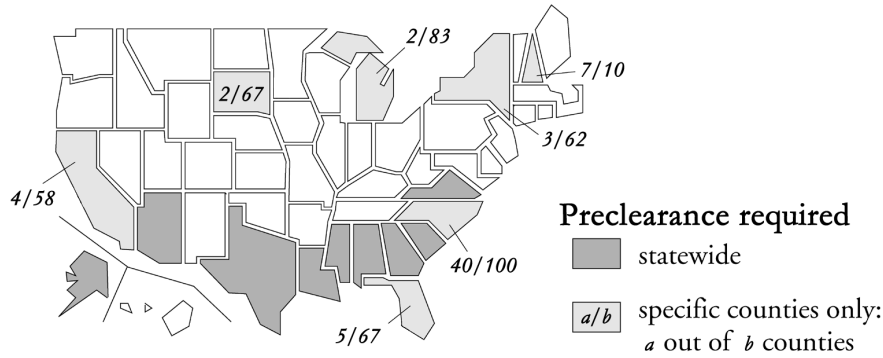 2/83
7/10
2/67
3/62
4/58
Preclearance required
statewide
40/100
a/b specific counties only:
5/67
a out of b counties